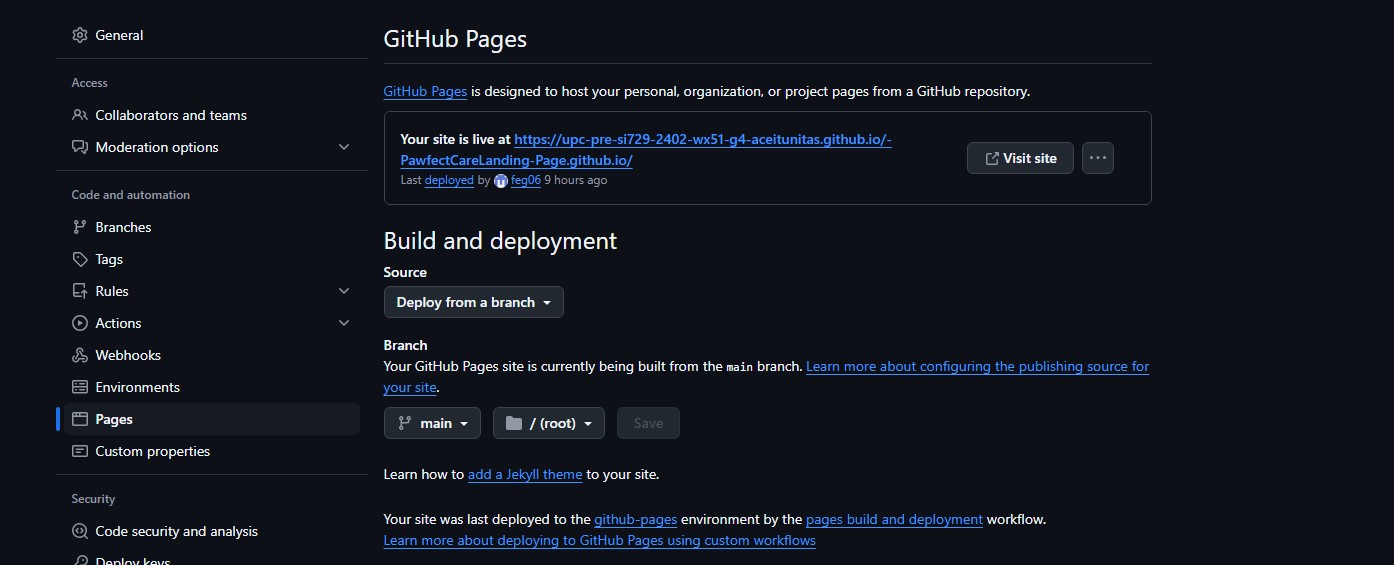 General
Access
Collaborators and teams
Moderation options
Code and automation
Branches
Tags
Rules
Actions
Webhooks
Environments
Pages
Custom properties
Security
Code security and analysis
Deploy keys
GitHub Pages
GitHub Pages is designed to host your personal, organization, or project pages from a GitHub repository.
Your site is live at https://upc-pre-si729-2402-wx51-g4-aceitunitas.github.io/-
PawfectCareLanding-Page.github.io/
Last deployed by feg06 9 hours ago
Visit site
Build and deployment
Source
Deploy from a branch
Branch
Your GitHub Pages site is currently being built from the main branch. Learn more about configuring the publishing source for
your site.
main
/ (root)
Save
Learn how to add a Jekyll theme to your site.
Your site was last deployed to the github-pages environment by the pages build and deployment workflow.
Learn more about deploying to GitHub Pages using custom workflows